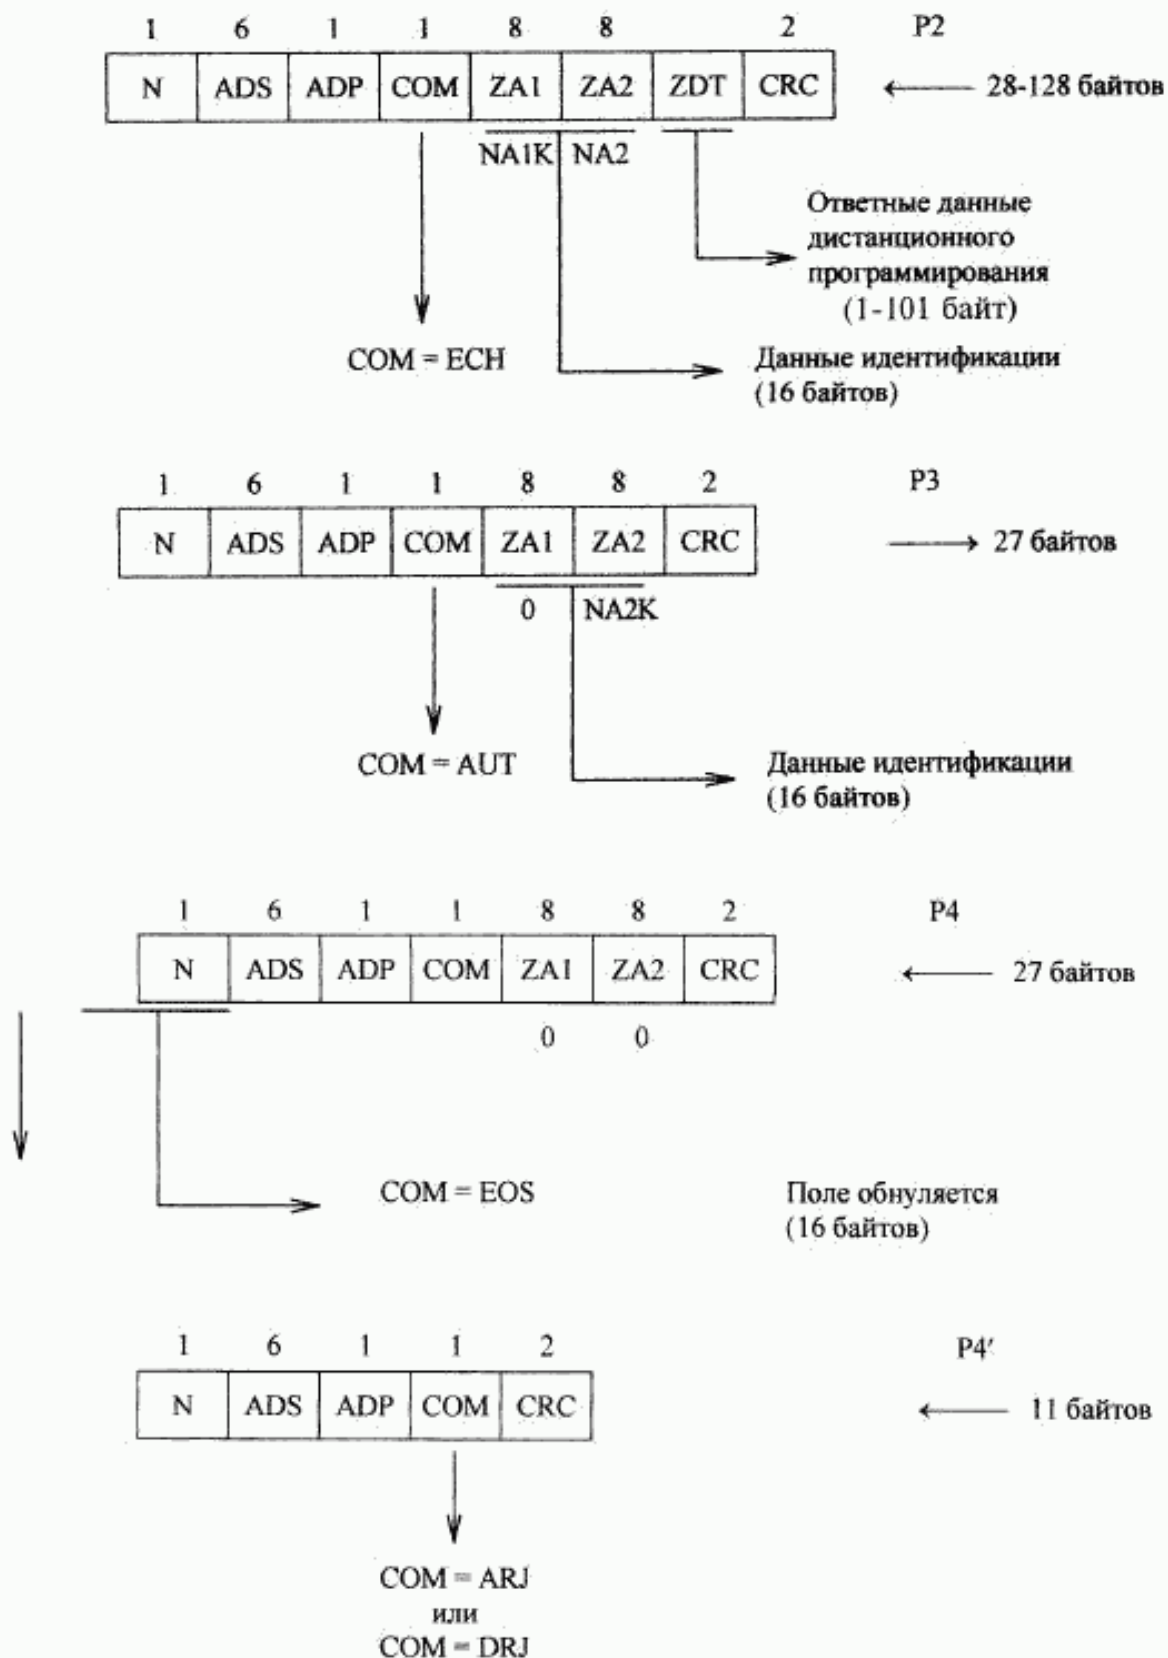 1 6 1 1 8 8 2 P2
N ADS ADP COM ZA1 ZA2 ZDT CRC 28-128 байтов
NA1K NA2
Ответные данные
дистанционного
программирования
(1-101 байт)
COM = ECH
Данные идентификации
(16 байтов)
1 6 1 1 8 8 2 P3
N ADS ADP COM ZA1 ZA2 CRC 27 байтов
0 NA2K
COM = AUT
Данные идентификации
(16 байтов)
1 6 1 1 8 8 2 P4
N ADS ADP COM ZA1 ZA2 CRC 27 байтов
0 0
COM = EOS
Поле обнуляется
(16 байтов)
1 6 1 1 2 P4′
N ADS ADP COM CRC 11 байтов
COM = ARJ
или
COM = DRJ